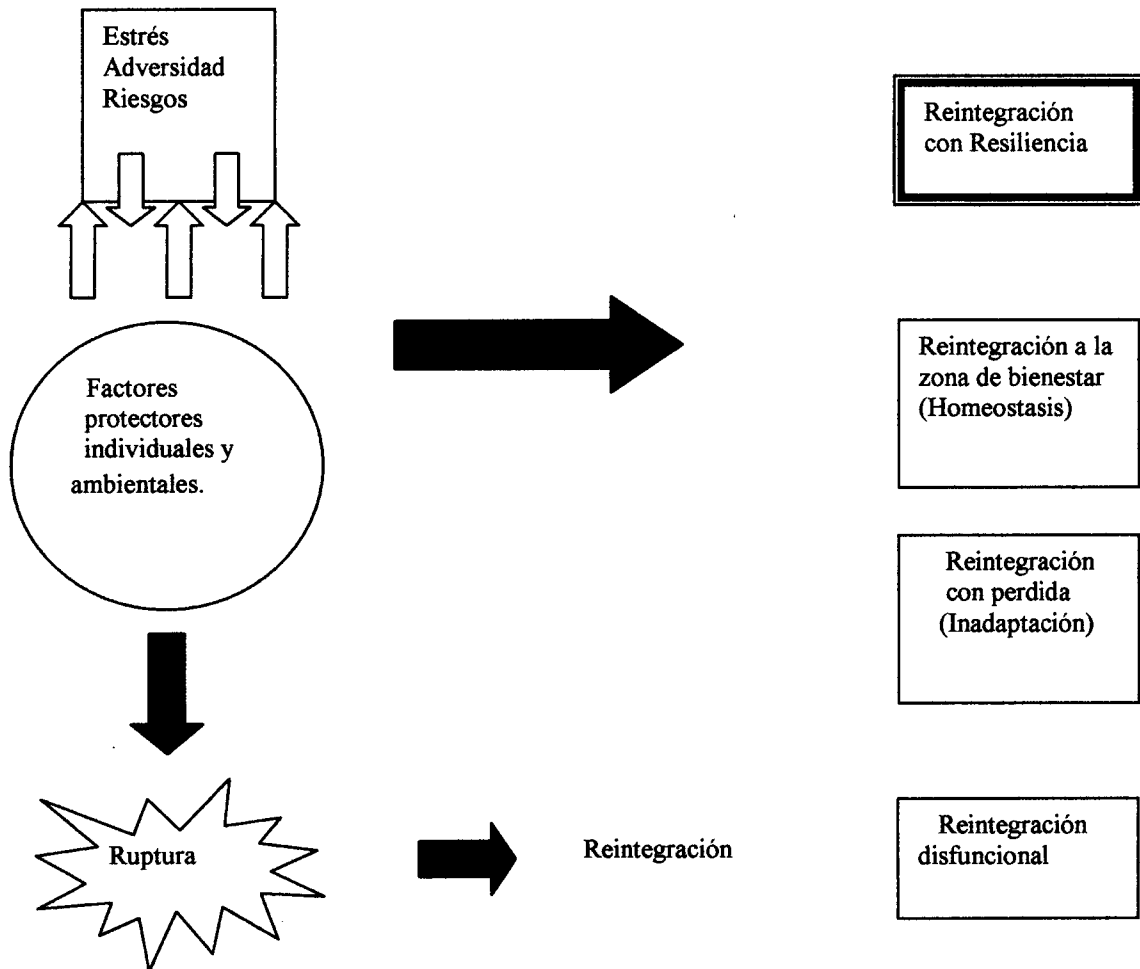 Estrés
Adversidad
Riesgos
Reintegración
con Resiliencia
Factores
protectores
individuales y
ambientales.
Reintegración a la
zona de bienestar
(Homeostasis)
Reintegración
con perdida
(Inadaptación)
Ruptura
Reintegración
Reintegración
disfuncional